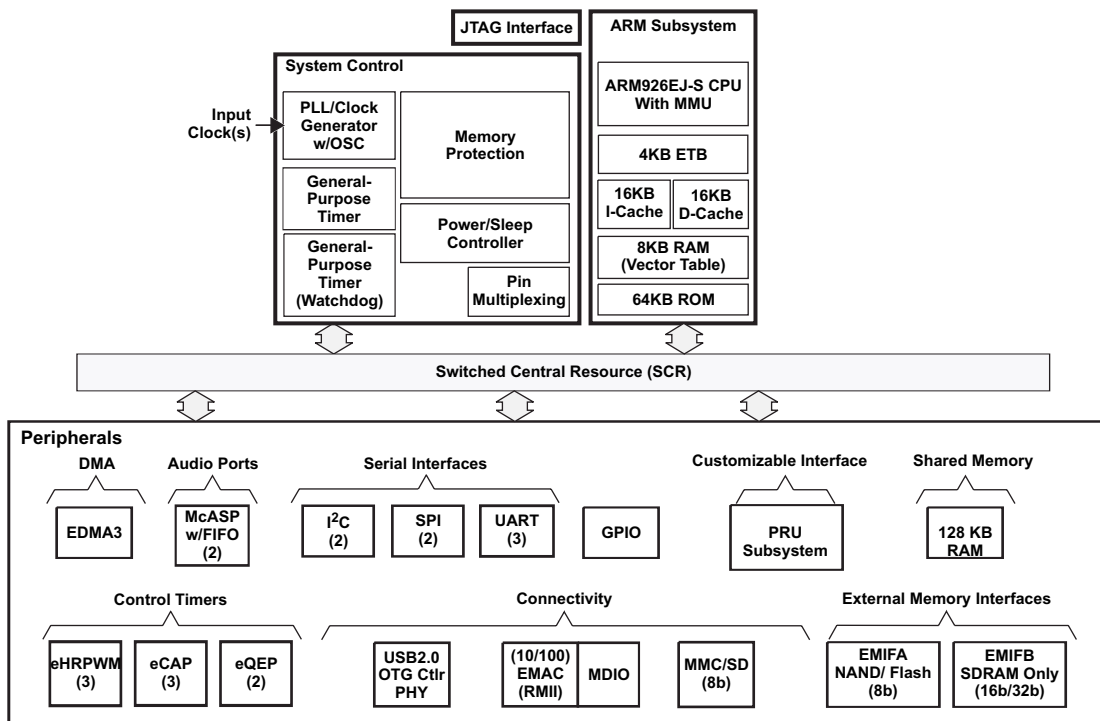 JTAG Interface
ARM Subsystem
System Control
Input
Clock(s)
PLL/Clock
Generator
w/OSC
General-
Purpose
Timer
General-
Purpose
Timer
(Watchdog)
Memory
Protection
Power/Sleep
Controller
Pin
Multiplexing
ARM926EJ-S CPU
With MMU
4KB ETB
16KB
I-Cache
16KB
D-Cache
8KB RAM
(Vector Table)
64KB ROM
Switched Central Resource (SCR)
Peripherals
DMA
EDMA3
Audio Ports
McASP
w/FIFO
(2)
Serial Interfaces
I²C
(2)
SPI
(2)
UART
(3)
GPIO
Customizable Interface
PRU
Subsystem
Shared Memory
128 KB
RAM
Control Timers
eHRPWM
(3)
eCAP
(3)
eQEP
(2)
Connectivity
USB2.0
OTG Ctlr
PHY
(10/100)
EMAC
(RMII)
MDIO
MMC/SD
(8b)
External Memory Interfaces
EMIFA
NAND/ Flash
(8b)
EMIFB
SDRAM Only
(16b/32b)